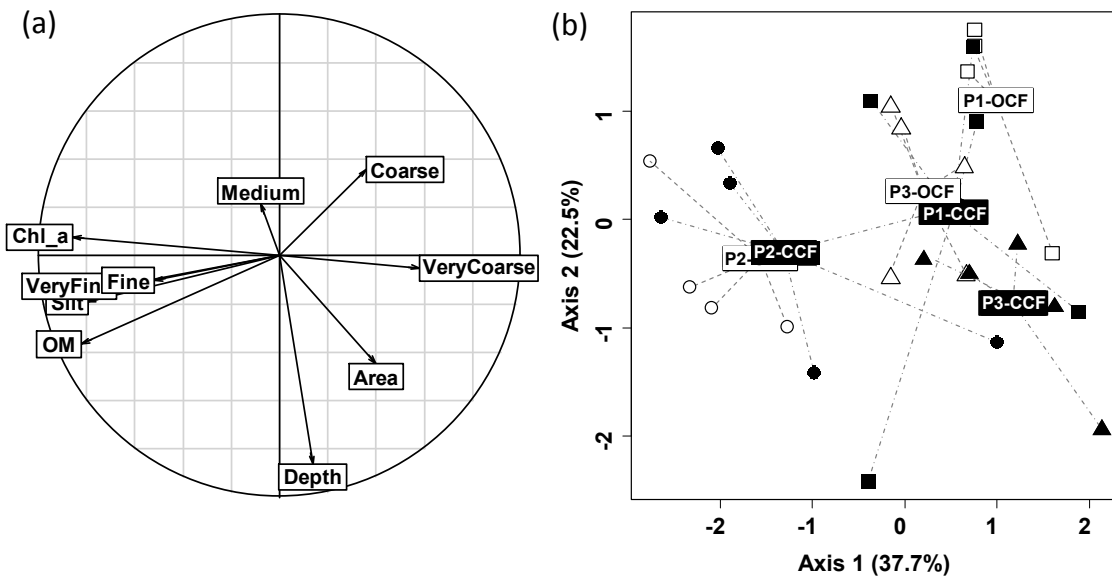 (a)
Coarse
Medium
Chl_a
VeryCoarse
Fine
OM
Area
Depth
(b)
P1-OCF
P3-OCF
P1-CCF
P2-CCF
P3-CCF
1
0
-1
-2
Axis 2 (22.5%)
-2
-1
0
1
2
Axis 1 (37.7%)